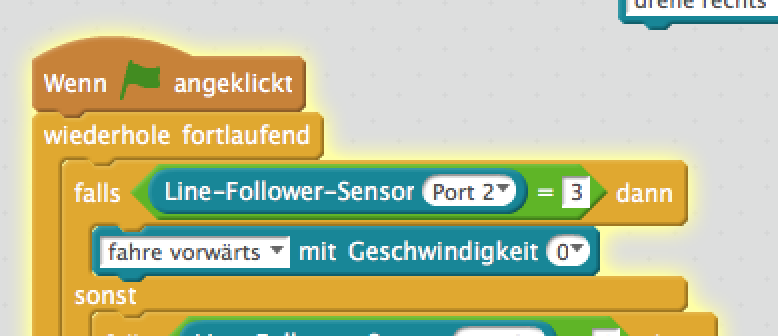 drehe rechts
Wenn angeklickt
wiederhole fortlaufend
falls Line-Follower-Sensor Port 2 = 3 dann
fahre vorwärts mit Geschwindigkeit 0
sonst